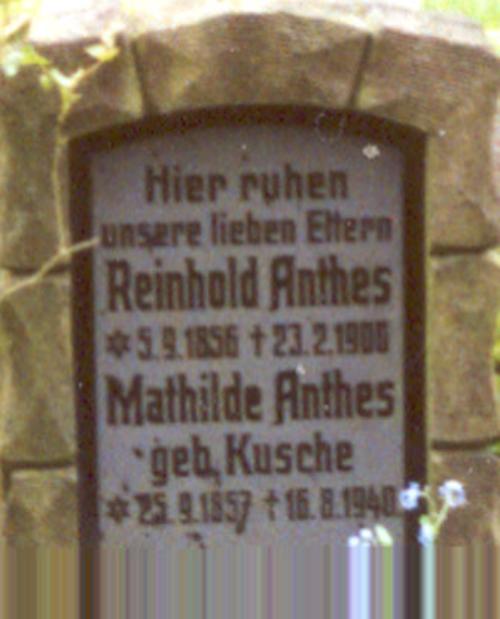 Hier ruhen
unsere lieben Eltern
Reinhold Anthes
* 5.9.1856 † 23.2.1906
Mathilde Anthes
geb. Kusche
* 25.9.1857 † 16.8.1940